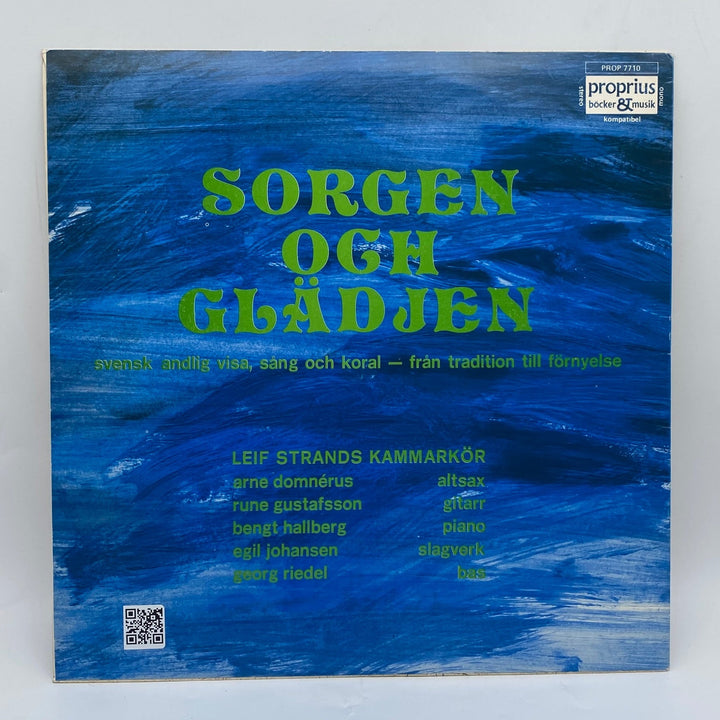 PROP 7710
stereo
proprius
böcker & musik
mono
kompatibel
SORGEN
OCH
GLÄDJEN
svensk andlig visa, sång och koral — från tradition till förnyelse
LEIF STRANDS KAMMARKÖR
arne domnérus altsax
rune gustafsson gitarr
bengt hallberg piano
egil johansen slagverk
georg riedel bas